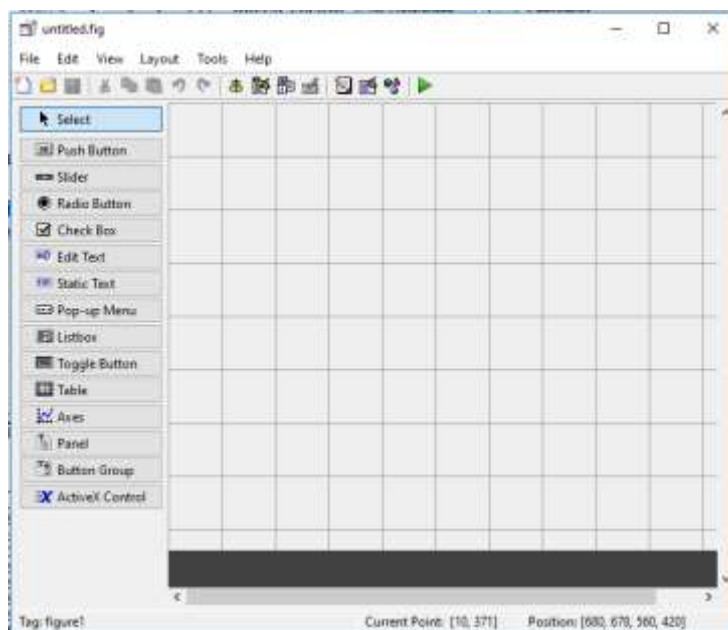 untitled.fig
File Edit View Layout Tools Help
Select
Push Button
Slider
Radio Button
Check Box
Edit Text
Static Text
Pop-up Menu
Listbox
Toggle Button
Table
Axes
Panel
Button Group
ActiveX Control
Tag: figure1 Current Point: [10, 371] Position: [680, 678, 560, 420]